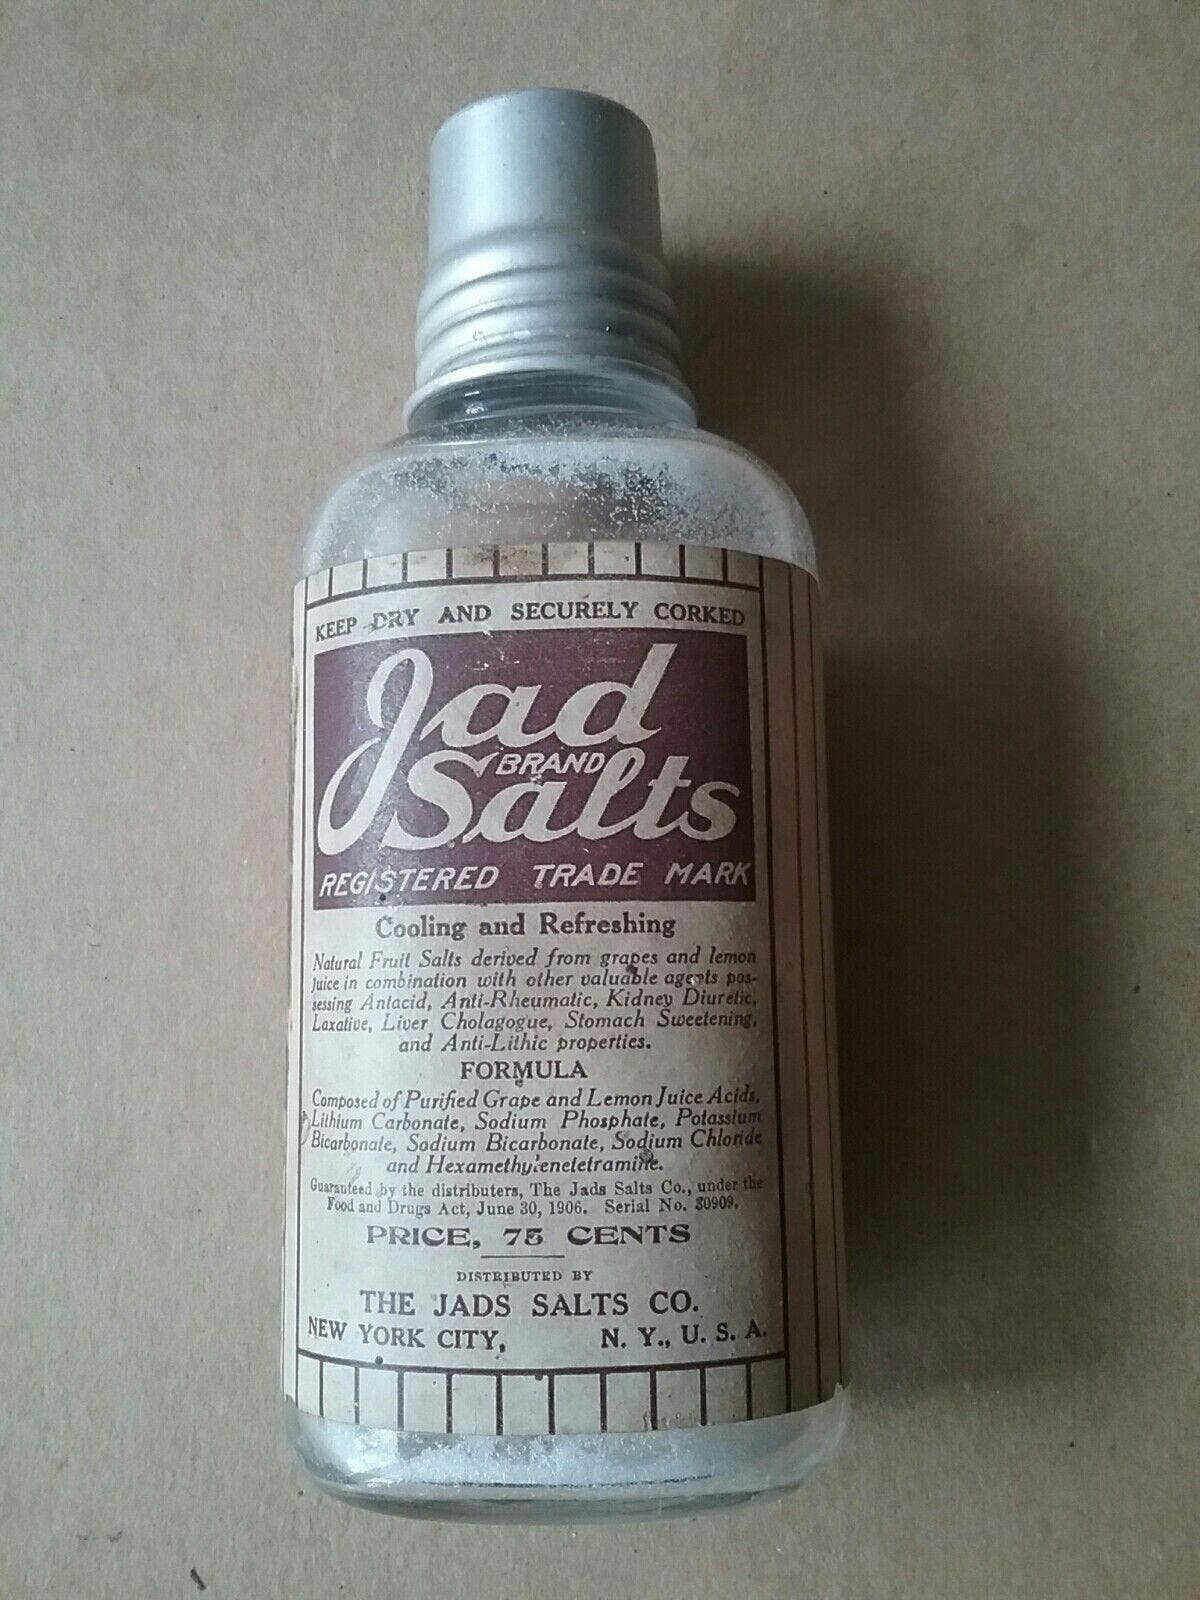 KEEP DRY AND SECURELY CORKED
Jad
BRAND
Salts
REGISTERED TRADE MARK
Cooling and Refreshing
Natural Fruit Salts derived from grapes and lemon
juice in combination with other valuable agents pos-
sessing Antacid, Anti-Rheumatic, Kidney Diuretic,
Laxative, Liver Cholagogue, Stomach Sweetening,
and Anti-Lithic properties.
FORMULA
Composed of Purified Grape and Lemon Juice Acids,
Lithium Carbonate, Sodium Phosphate, Potassium
Bicarbonate, Sodium Bicarbonate, Sodium Chloride
and Hexamethylenetetramine.
Guaranteed by the distributers, The Jads Salts Co., under the
Food and Drugs Act, June 30, 1906. Serial No. 30909.
PRICE, 75 CENTS
DISTRIBUTED BY
THE JADS SALTS CO.
NEW YORK CITY, N. Y., U. S. A.